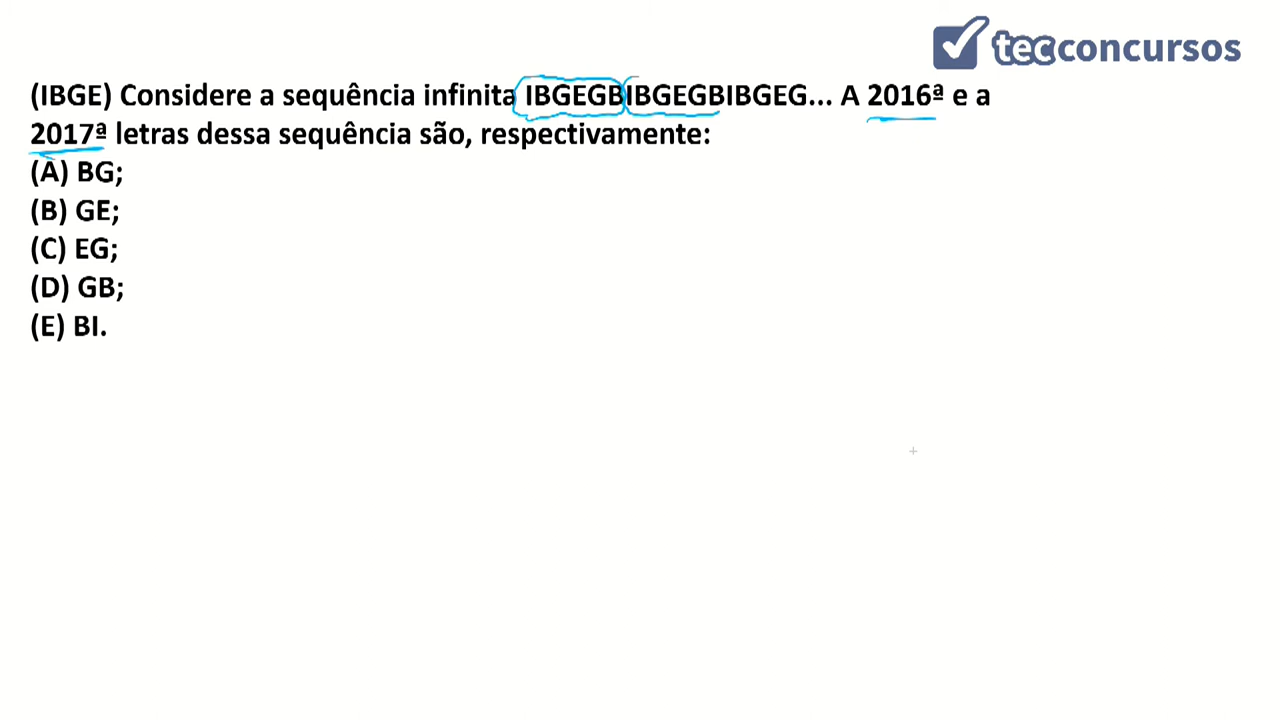 tecconcursos
(IBGE) Considere a sequência infinita IBGEGBIBGEGBIBGEG... A 2016ª e a
2017ª letras dessa sequência são, respectivamente:
(A) BG;
(B) GE;
(C) EG;
(D) GB;
(E) BI.